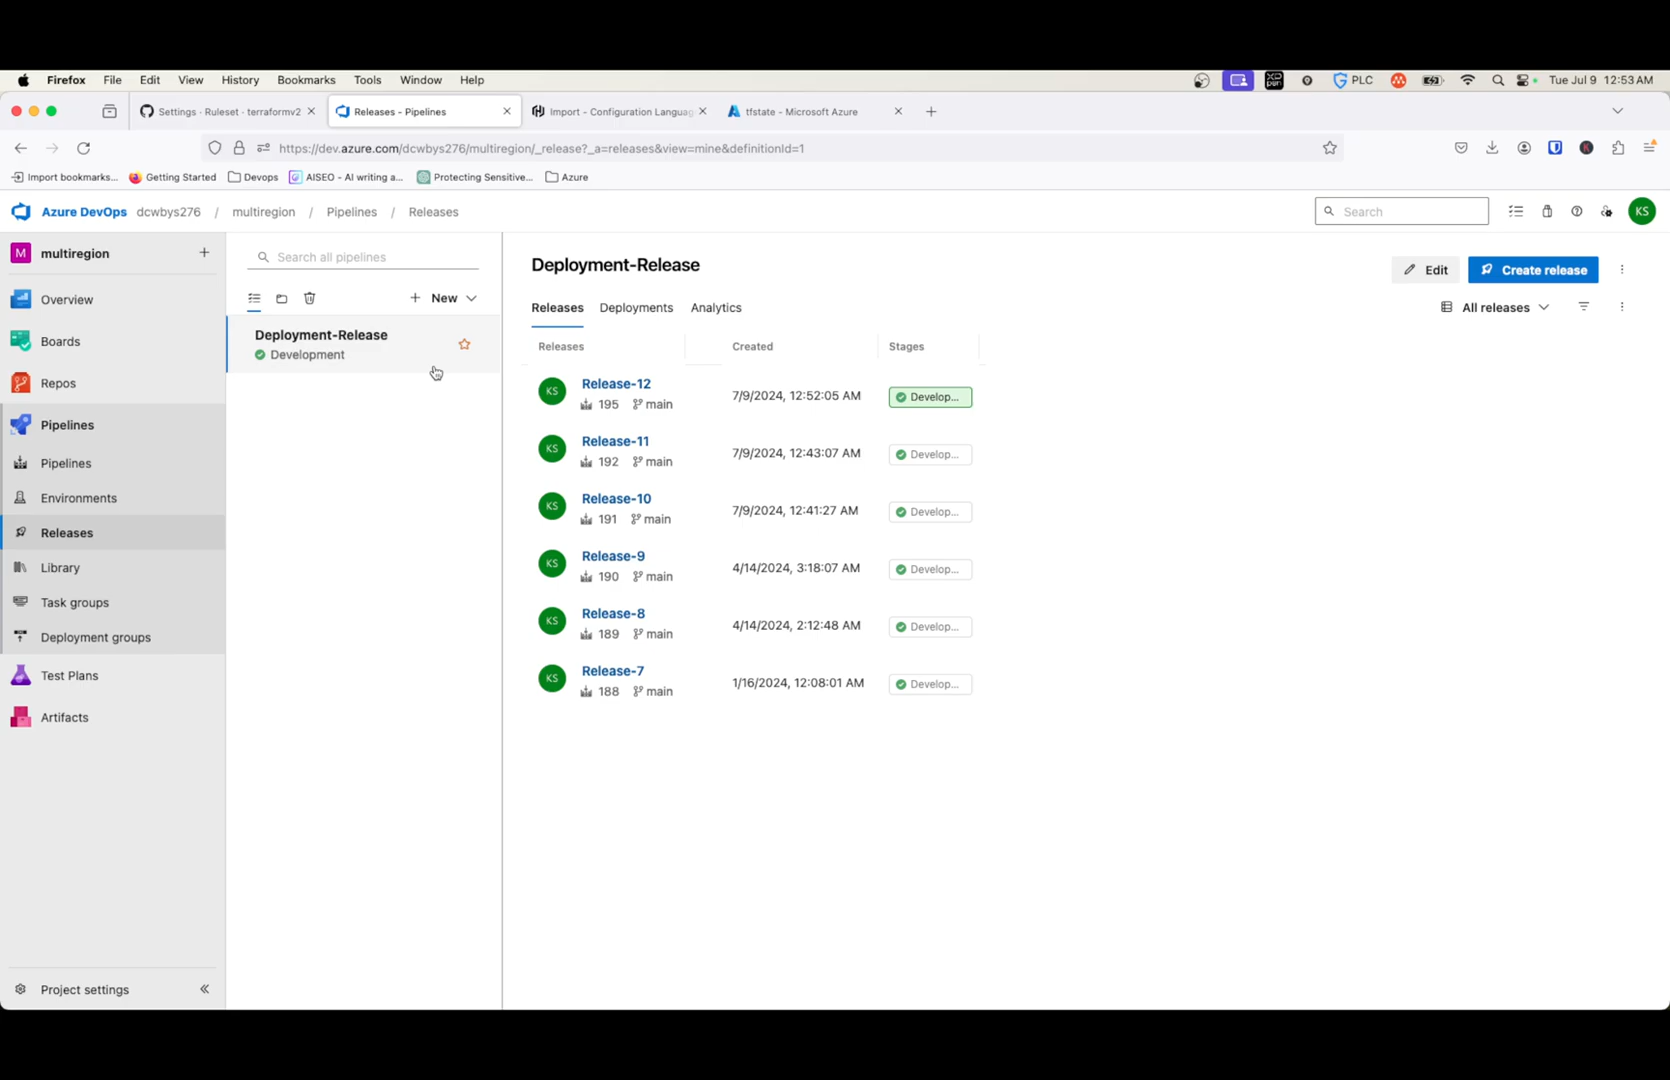 Firefox File Edit View History Bookmarks Tools Window Help PLC Tue Jul 9 12:53 AM
Settings · Ruleset · terraformv2 Releases - Pipelines Import - Configuration Languag tfstate - Microsoft Azure
https://dev.azure.com/dcwbys276/multiregion/_release?_a=releases&view=mine&definitionId=1
Import bookmarks... Getting Started Devops AISEO - AI writing a... Protecting Sensitive... Azure
Azure DevOps dcwbys276 / multiregion / Pipelines / Releases Search KS
M multiregion
Overview
Boards
Repos
Pipelines
Pipelines
Environments
Releases
Library
Task groups
Deployment groups
Test Plans
Artifacts
Project settings
Search all pipelines
New
Deployment-Release
Development
Deployment-Release
Edit Create release
Releases Deployments Analytics All releases
Releases Created Stages
KS Release-12 7/9/2024, 12:52:05 AM Develop...
195 main
KS Release-11 7/9/2024, 12:43:07 AM Develop...
192 main
KS Release-10 7/9/2024, 12:41:27 AM Develop...
191 main
KS Release-9 4/14/2024, 3:18:07 AM Develop...
190 main
KS Release-8 4/14/2024, 2:12:48 AM Develop...
189 main
KS Release-7 1/16/2024, 12:08:01 AM Develop...
188 main